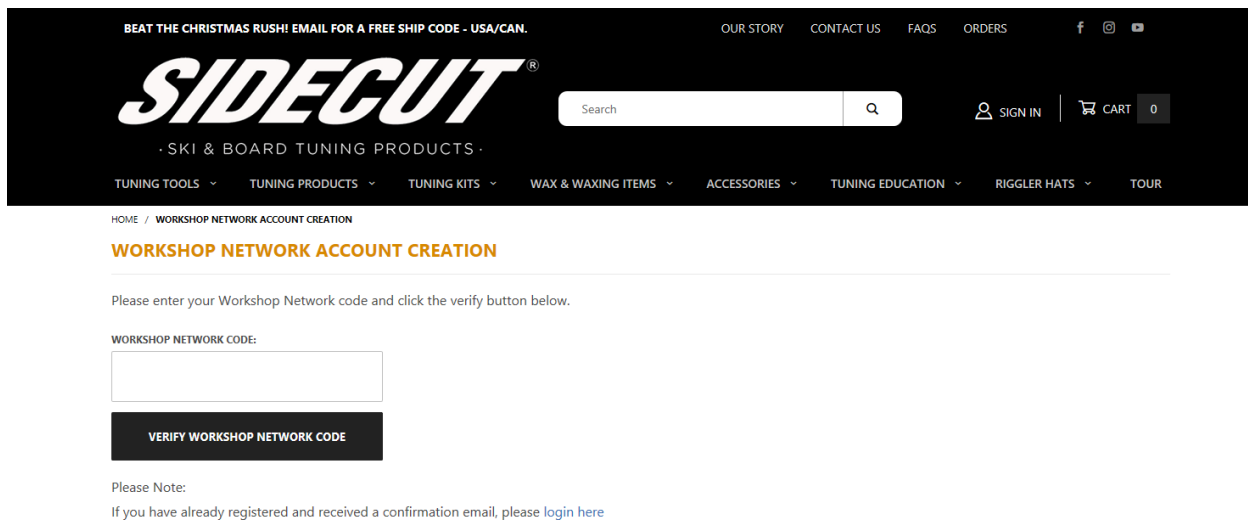 BEAT THE CHRISTMAS RUSH! EMAIL FOR A FREE SHIP CODE - USA/CAN. OUR STORY CONTACT US FAQS ORDERS
SIDECUT®
· SKI & BOARD TUNING PRODUCTS ·
Search SIGN IN CART 0
TUNING TOOLS TUNING PRODUCTS TUNING KITS WAX & WAXING ITEMS ACCESSORIES TUNING EDUCATION RIGGLER HATS TOUR
HOME / WORKSHOP NETWORK ACCOUNT CREATION
WORKSHOP NETWORK ACCOUNT CREATION
Please enter your Workshop Network code and click the verify button below.
WORKSHOP NETWORK CODE:
VERIFY WORKSHOP NETWORK CODE
Please Note:
If you have already registered and received a confirmation email, please login here